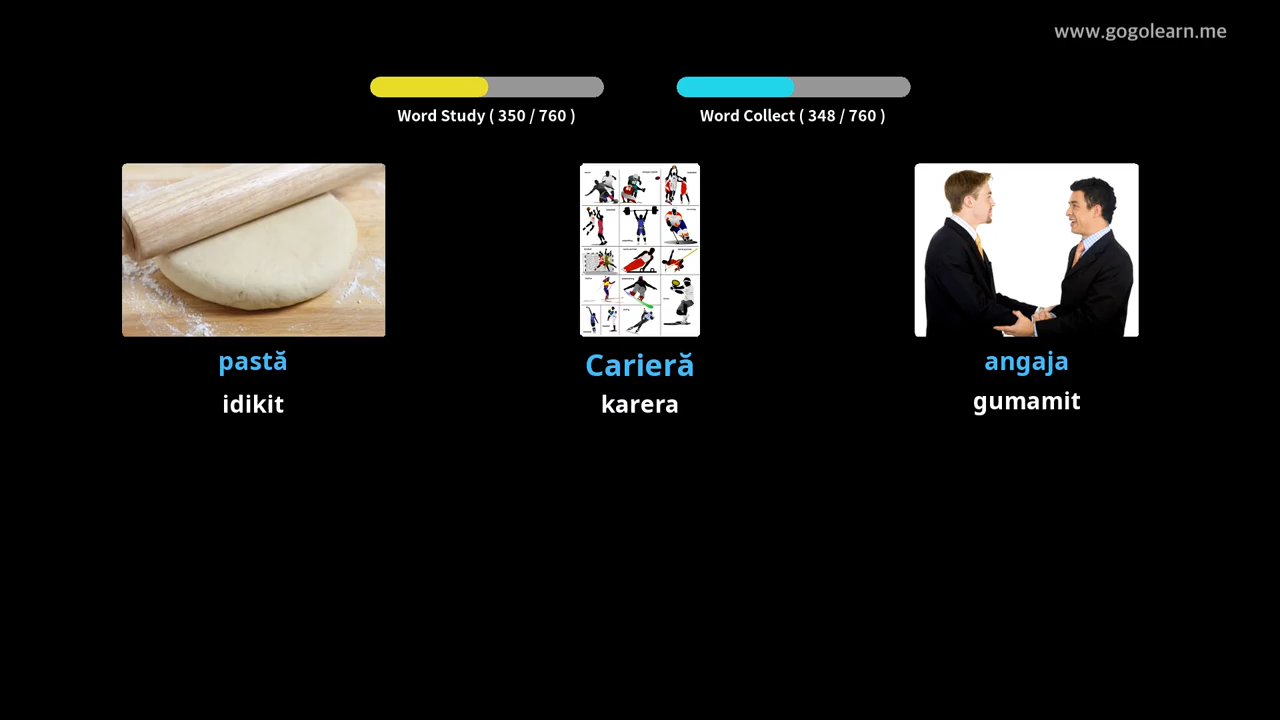 www.gogolearn.me
Word Study ( 350 / 760 )
Word Collect ( 348 / 760 )
pastă
Carieră
angaja
idikit
karera
gumamit